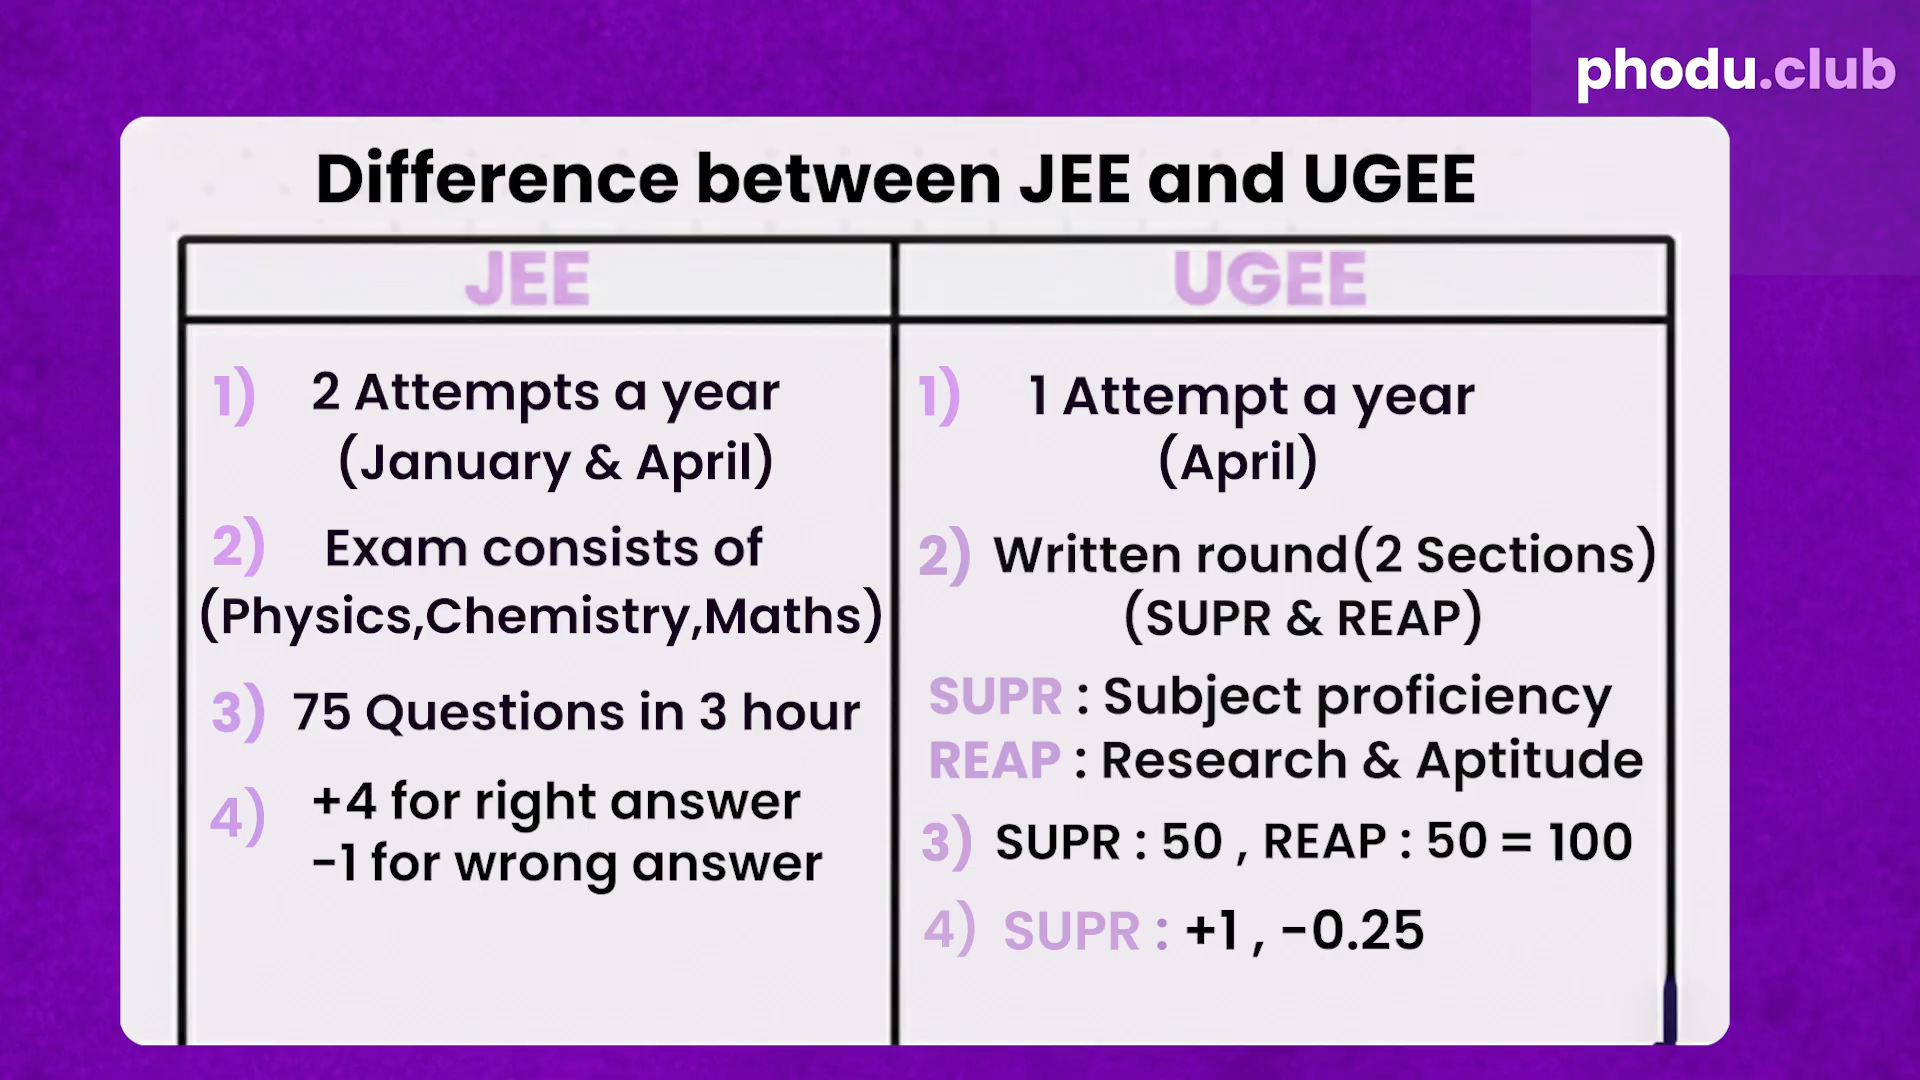 phodu.club
Difference between JEE and UGEE
JEE
1) 2 Attempts a year
(January & April)
2) Exam consists of
(Physics,Chemistry,Maths)
3) 75 Questions in 3 hour
4) +4 for right answer
-1 for wrong answer
UGEE
1) 1 Attempt a year
(April)
2) Written round(2 Sections)
(SUPR & REAP)
SUPR : Subject proficiency
REAP : Research & Aptitude
3) SUPR : 50 , REAP : 50 = 100
4) SUPR : +1 , -0.25